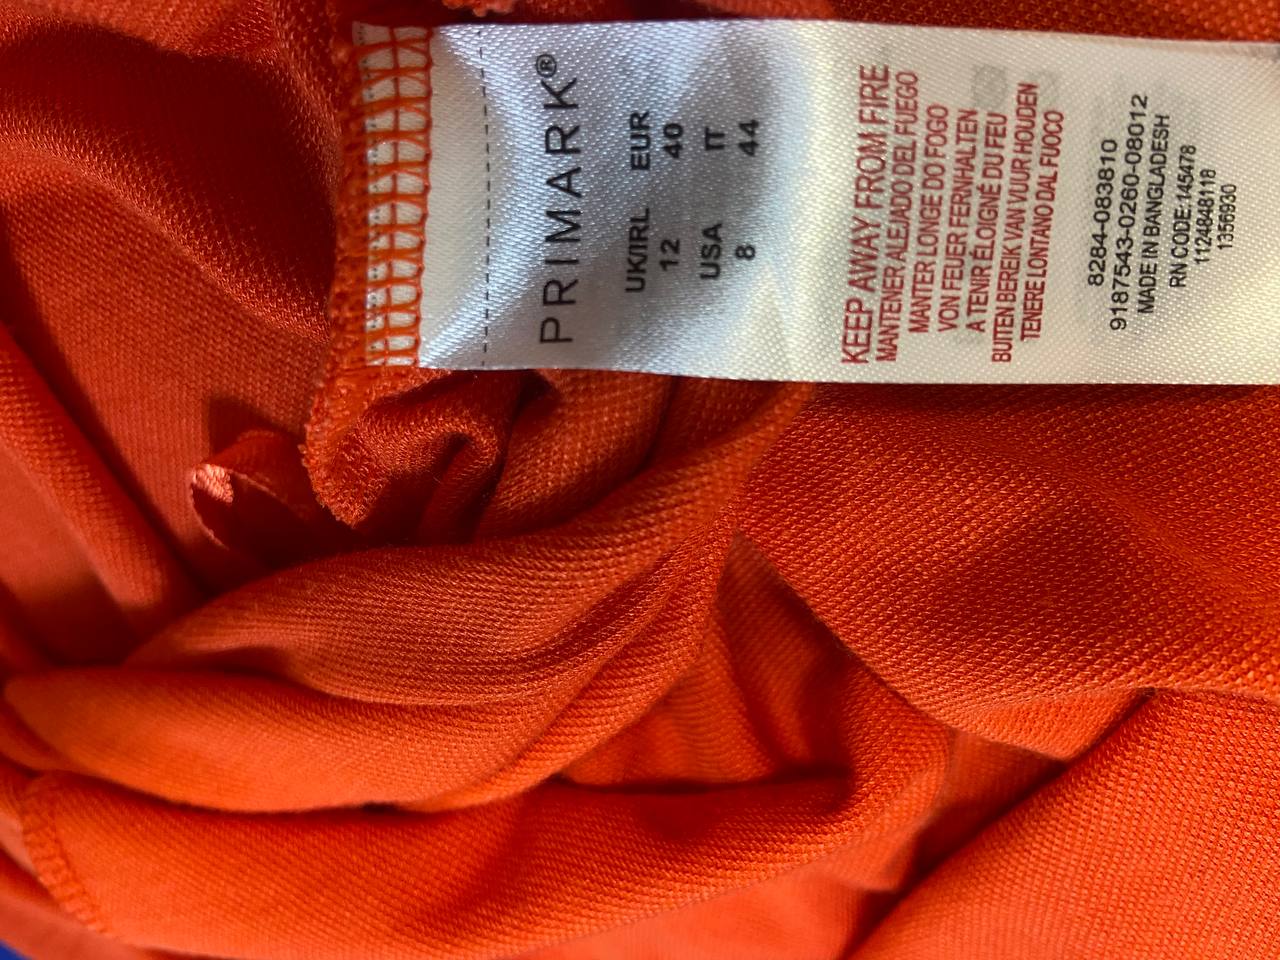 PRIMARK®
UK/IRL EUR
12 40
USA IT
8 44
KEEP AWAY FROM FIRE
MANTENER ALEJADO DEL FUEGO
MANTER LONGE DO FOGO
VON FEUER FERNHALTEN
A TENIR ÉLOIGNÉ DU FEU
BUITEN BEREIK VAN VUUR HOUDEN
TENERE LONTANO DAL FUOCO
8284-083810
9187543-0260-08012
MADE IN BANGLADESH
RN CODE:145478
1124848118
1356930